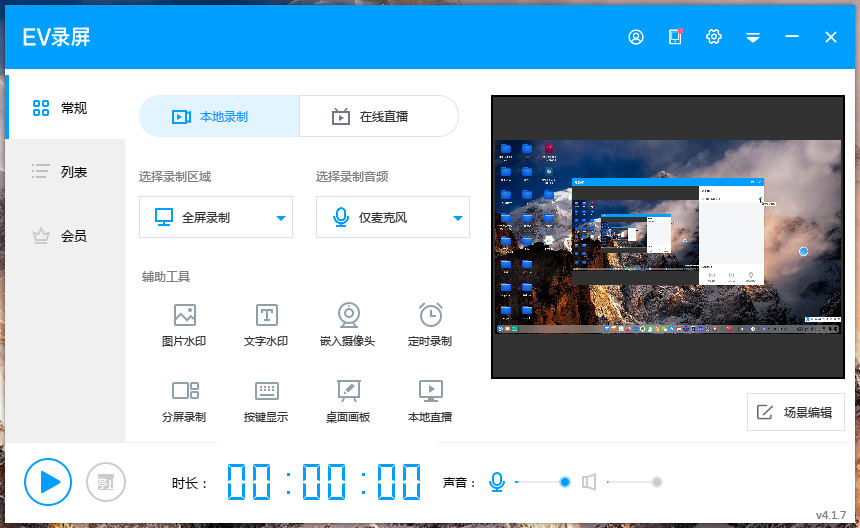 EV录屏
常规
列表
会员
本地录制
在线直播
选择录制区域
选择录制音频
全屏录制
仅麦克风
辅助工具
图片水印
文字水印
嵌入摄像头
定时录制
分屏录制
按键显示
桌面画板
本地直播
场景编辑
时长：
00:00:00
声音：
v4.1.7